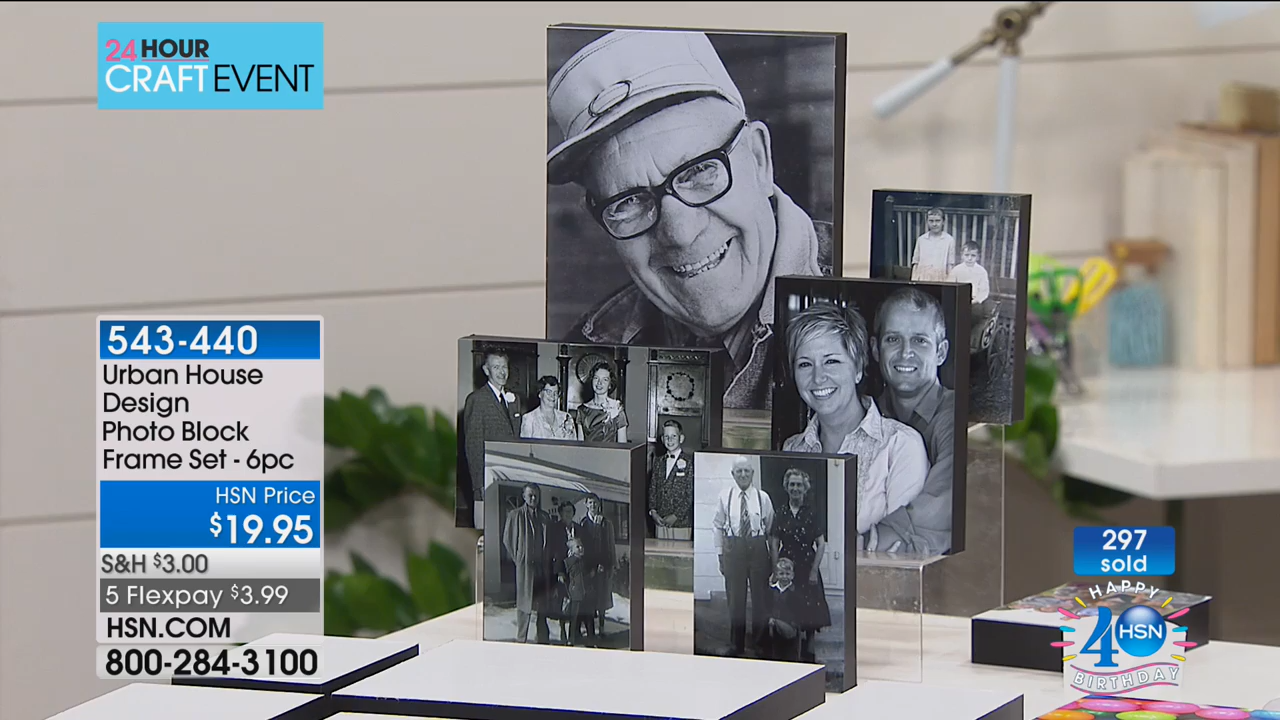 24 HOUR
CRAFT EVENT
543-440
Urban House
Design
Photo Block
Frame Set - 6pc
HSN Price
$19.95
S&H $3.00
5 Flexpay $3.99
HSN.COM
800-284-3100
297
sold
HAPPY
40
HSN
BIRTHDAY